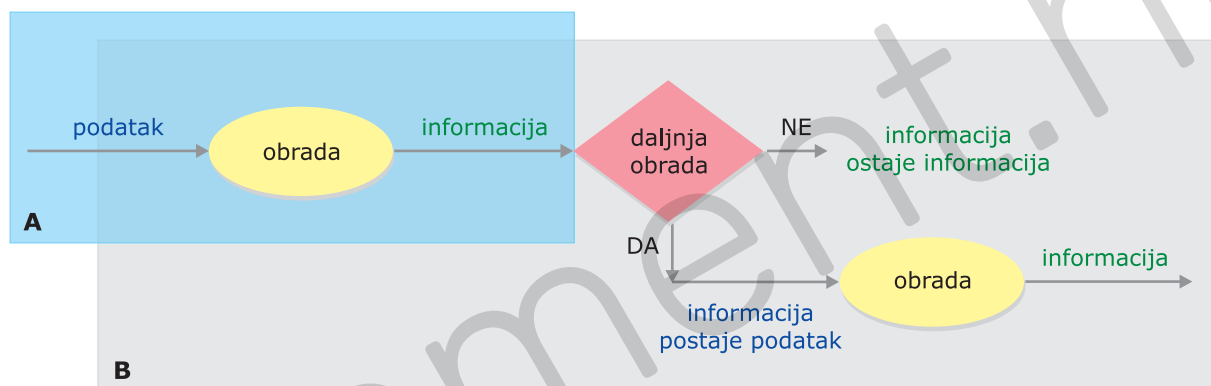 podatak
obrada
informacija
daljnja
obrada
NE
informacija
ostaje informacija
A
DA
informacija
postaje podatak
obrada
informacija
B